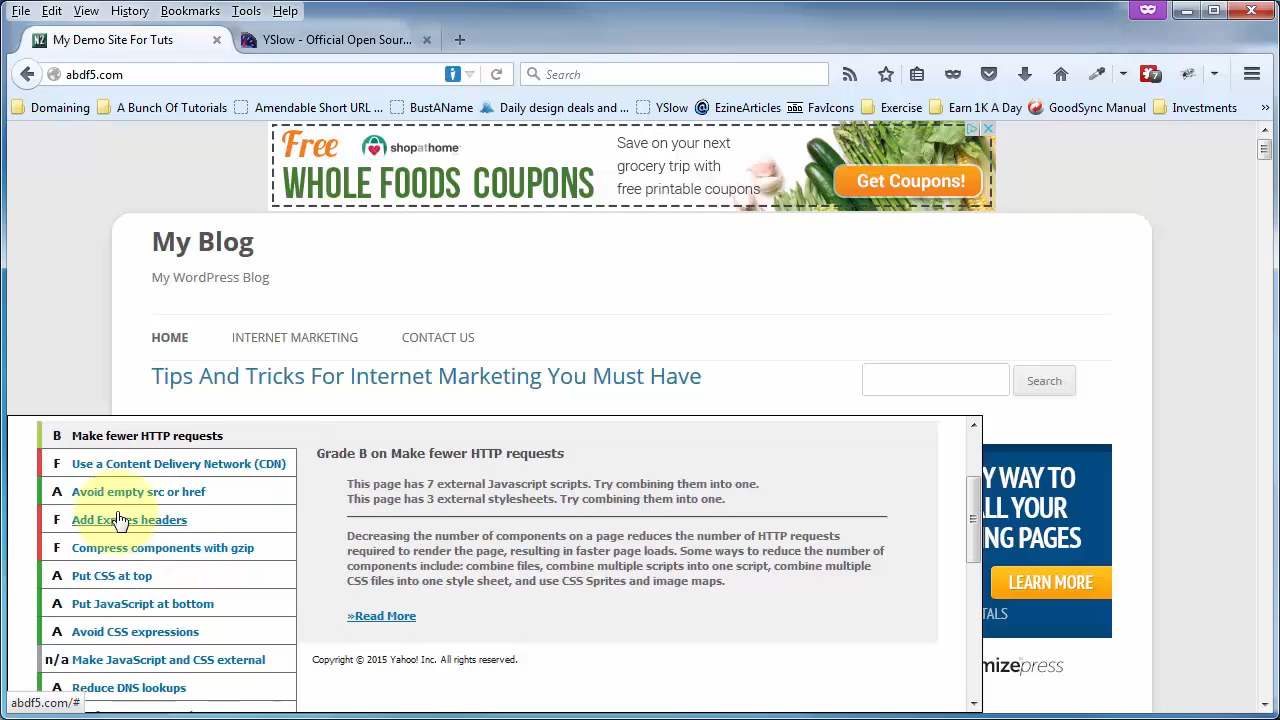 File Edit View History Bookmarks Tools Help
My Demo Site For Tuts
YSlow - Official Open Sour...
abdf5.com
Search
7
Domaining
A Bunch Of Tutorials
Amendable Short URL ...
BustAName
Daily design deals and ...
YSlow
EzineArticles
FavIcons
Exercise
Earn 1K A Day
GoodSync Manual
Investments
Free
shopathome
WHOLE FOODS COUPONS
Save on your next
grocery trip with
free printable coupons
Get Coupons!
My Blog
My WordPress Blog
HOME INTERNET MARKETING CONTACT US
Tips And Tricks For Internet Marketing You Must Have
Search
B Make fewer HTTP requests
F Use a Content Delivery Network (CDN)
A Avoid empty src or href
F Add Expires headers
F Compress components with gzip
A Put CSS at top
A Put JavaScript at bottom
A Avoid CSS expressions
n/a Make JavaScript and CSS external
A Reduce DNS lookups
Grade B on Make fewer HTTP requests
This page has 7 external Javascript scripts. Try combining them into one.
This page has 3 external stylesheets. Try combining them into one.
Decreasing the number of components on a page reduces the number of HTTP requests
required to render the page, resulting in faster page loads. Some ways to reduce the number of
components include: combine files, combine multiple scripts into one script, combine multiple
CSS files into one style sheet, and use CSS Sprites and image maps.
»Read More
Copyright © 2015 Yahoo! Inc. All rights reserved.
Y WAY TO
ALL YOUR
NG PAGES
LEARN MORE
TALS
mizepress
abdf5.com/#